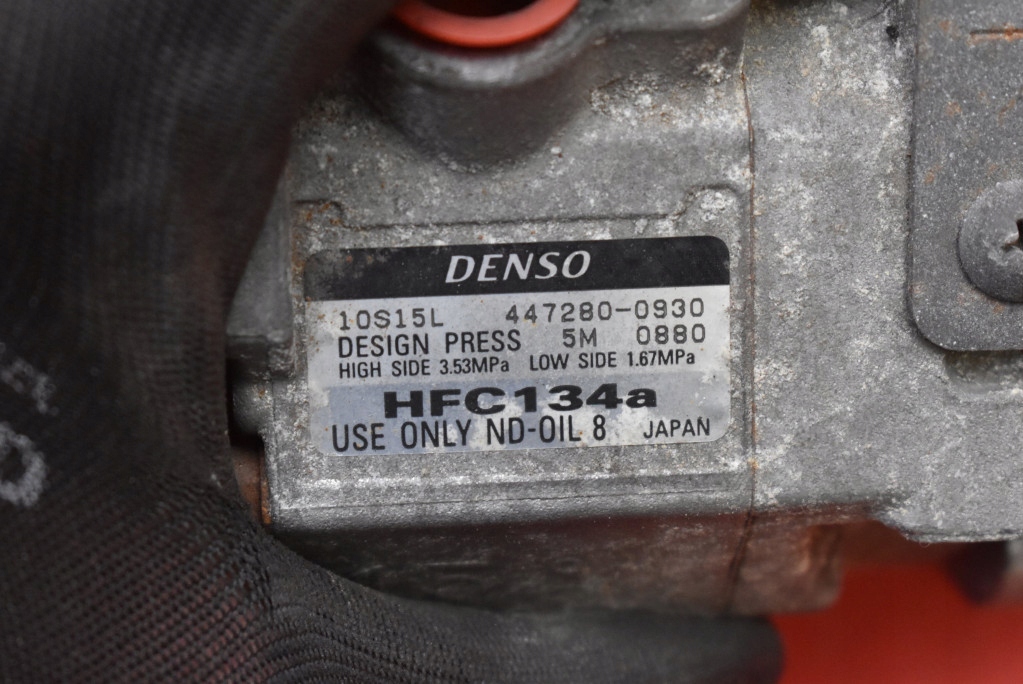 DENSO
10S15L 447280-0930
DESIGN PRESS 5M 0880
HIGH SIDE 3.53MPa LOW SIDE 1.67MPa
HFC134a
USE ONLY ND-OIL 8 JAPAN